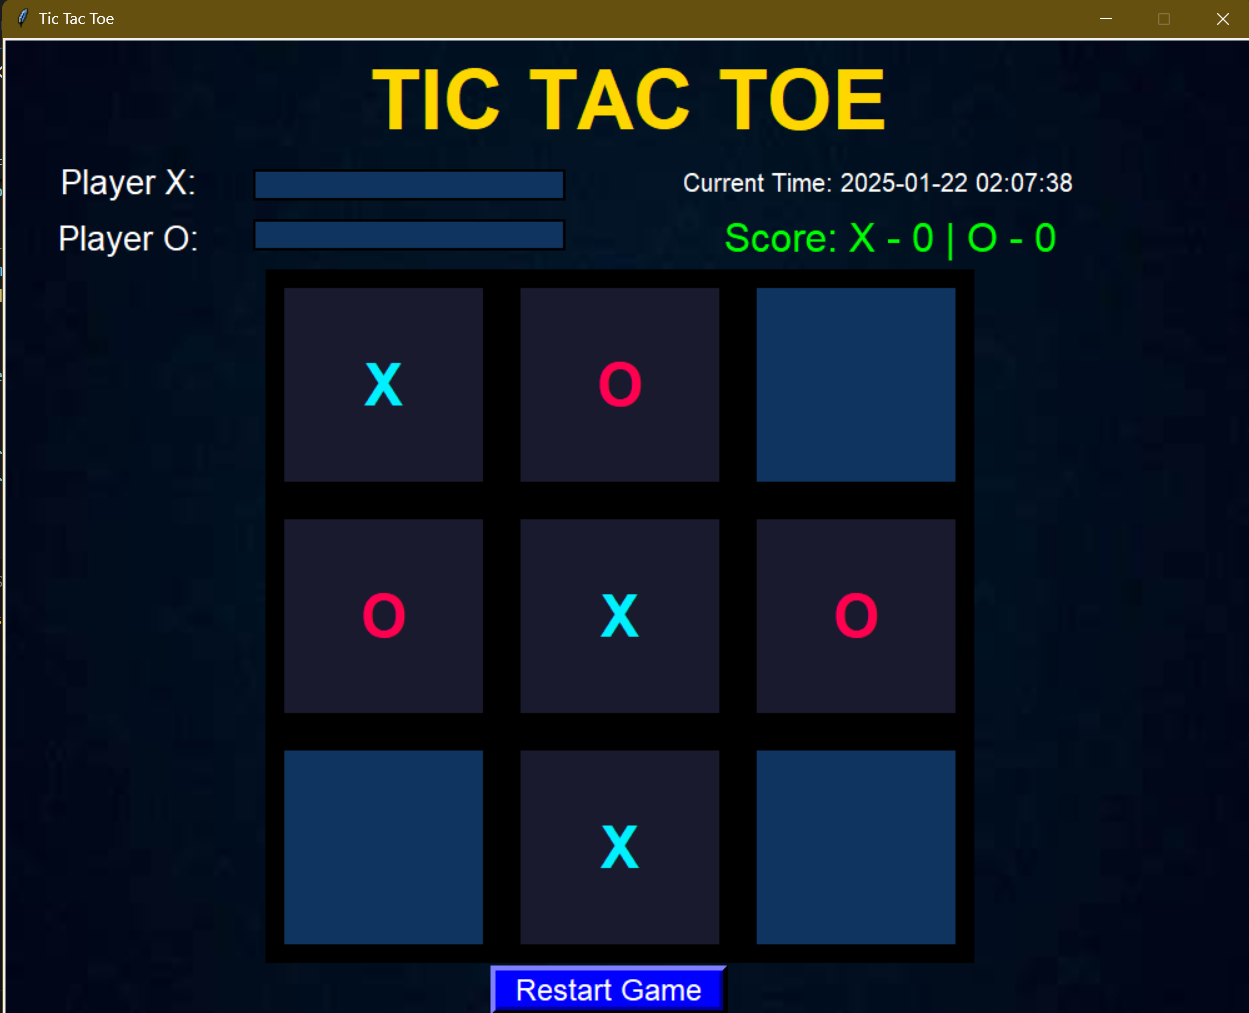 Tic Tac Toe
TIC TAC TOE
Player X:
Current Time: 2025-01-22 02:07:38
Player O:
Score: X - 0 | O - 0
X O
O X O
X
Restart Game